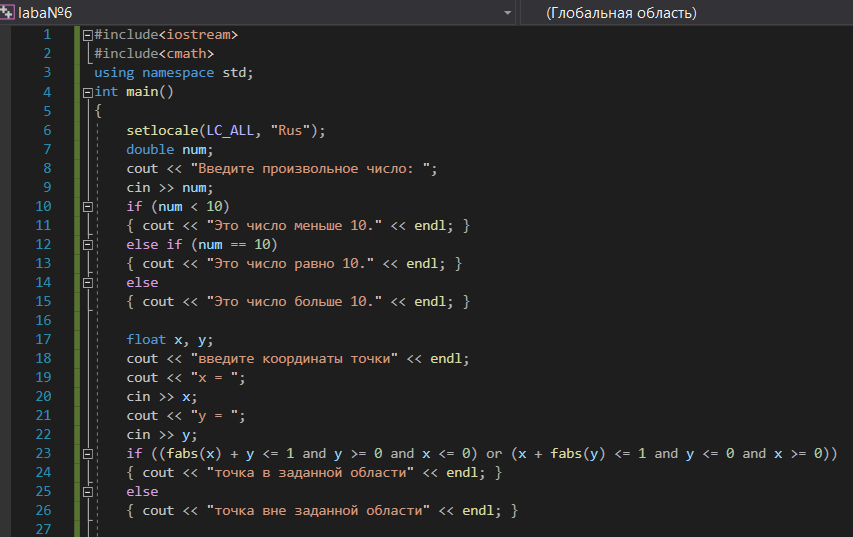 laba№6 (Глобальная область)
1 #include<iostream>
2 #include<cmath>
3 using namespace std;
4 int main()
5 {
6 setlocale(LC_ALL, "Rus");
7 double num;
8 cout << "Введите произвольное число: ";
9 cin >> num;
10 if (num < 10)
11 { cout << "Это число меньше 10." << endl; }
12 else if (num == 10)
13 { cout << "Это число равно 10." << endl; }
14 else
15 { cout << "Это число больше 10." << endl; }
16
17 float x, y;
18 cout << "введите координаты точки" << endl;
19 cout << "x = ";
20 cin >> x;
21 cout << "y = ";
22 cin >> y;
23 if ((fabs(x) + y <= 1 and y >= 0 and x <= 0) or (x + fabs(y) <= 1 and y <= 0 and x >= 0))
24 { cout << "точка в заданной области" << endl; }
25 else
26 { cout << "точка вне заданной области" << endl; }
27